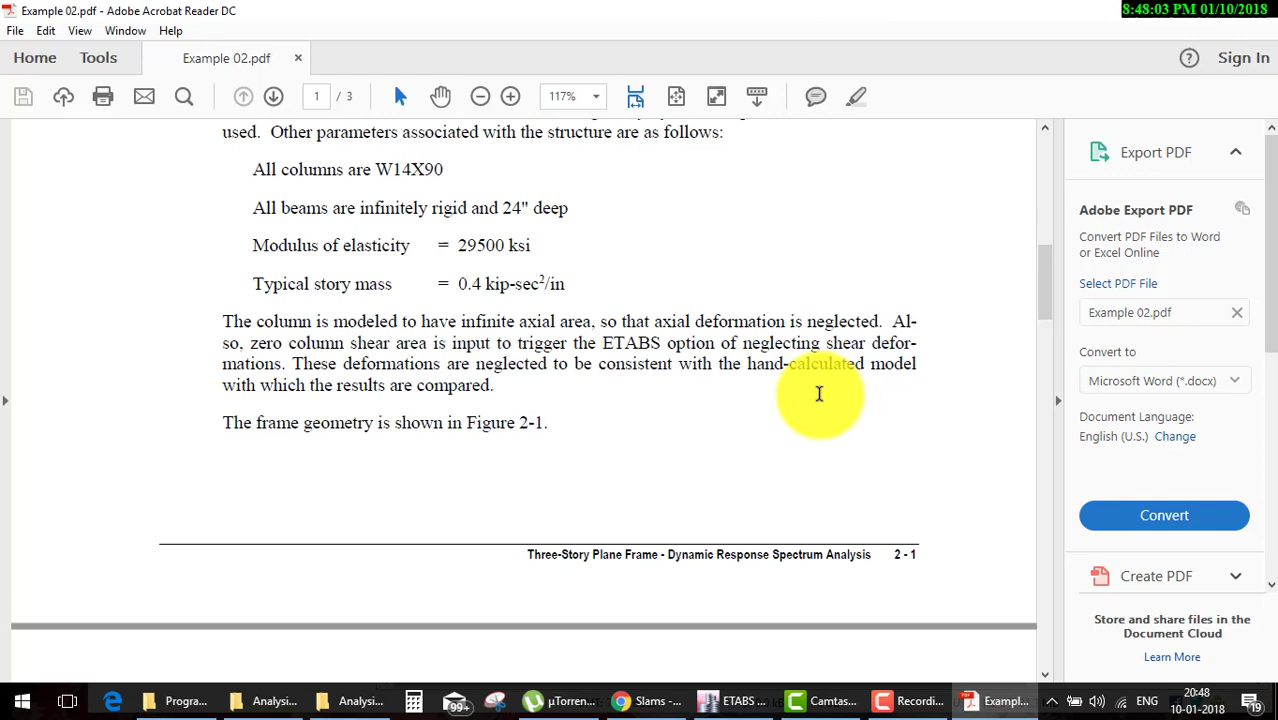 Example 02.pdf - Adobe Acrobat Reader DC
8:48:03 PM 01/10/2018
File Edit View Window Help
Home Tools Example 02.pdf × Sign In
1 / 3 117%
used. Other parameters associated with the structure are as follows:
All columns are W14X90
All beams are infinitely rigid and 24" deep
Modulus of elasticity = 29500 ksi
Typical story mass = 0.4 kip-sec²/in
The column is modeled to have infinite axial area, so that axial deformation is neglected. Al-
so, zero column shear area is input to trigger the ETABS option of neglecting shear defor-
mations. These deformations are neglected to be consistent with the hand-calculated model
with which the results are compared.
The frame geometry is shown in Figure 2-1.
Three-Story Plane Frame - Dynamic Response Spectrum Analysis 2 - 1
Export PDF
Adobe Export PDF
Convert PDF Files to Word
or Excel Online
Select PDF File
Example 02.pdf
Convert to
Microsoft Word (*.docx)
Document Language:
English (U.S.) Change
Convert
Create PDF
Store and share files in the
Document Cloud
Learn More
Progra... Analysi... Analysi... 99+ µTorren... Slams -... ETABS ... Camtas... Recordi... Exampl... ENG 20:48
10-01-2018 19